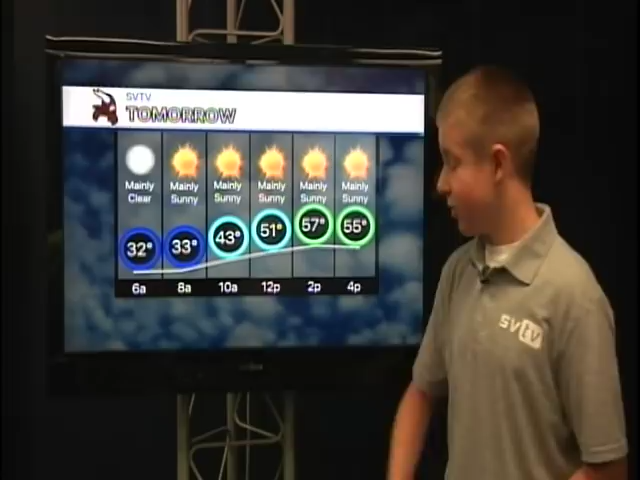 SVTV
TOMORROW
Mainly Clear Mainly Sunny Mainly Sunny Mainly Sunny Mainly Sunny Mainly Sunny
32° 33° 43° 51° 57° 55°
6a 8a 10a 12p 2p 4p
svtv